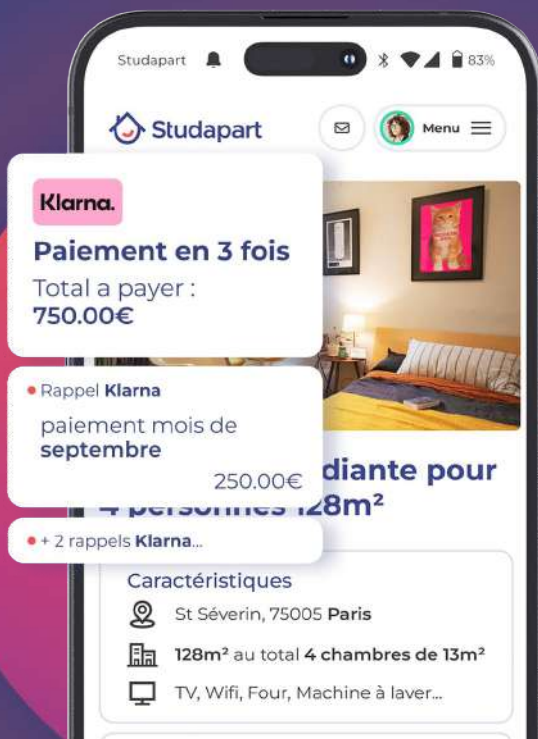 Studapart
83%
Studapart
Menu
Klarna.
Paiement en 3 fois
Total a payer :
750.00€
Rappel Klarna
paiement mois de
septembre
250.00€
+ 2 rappels Klarna...
diante pour
4 personnes 128m²
Caractéristiques
St Séverin, 75005 Paris
128m² au total 4 chambres de 13m²
TV, Wifi, Four, Machine à laver...